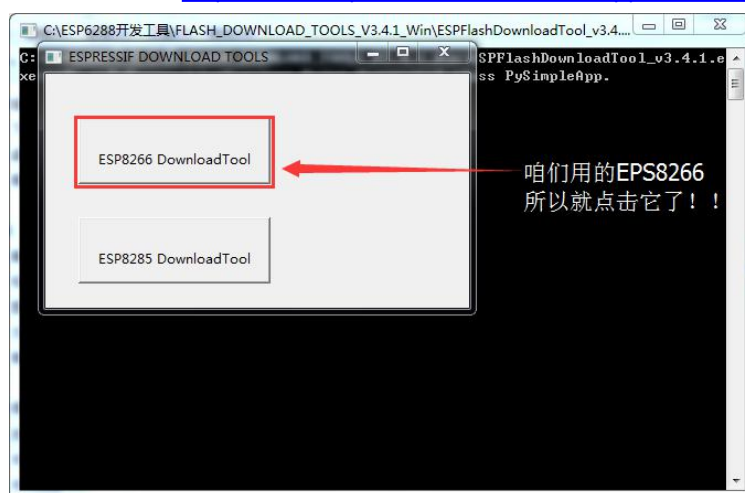 C:\ESP6288开发工具\FLASH_DOWNLOAD_TOOLS_V3.4.1_Win\ESPFlashDownloadTool_v3.4....
ESPRESSIF DOWNLOAD TOOLS
C:
SPFlashDownloadTool_v3.4.1.e
xe
ss PySimpleApp.
ESP8266 DownloadTool
咱们用的EPS8266
所以就点击它了！！
ESP8285 DownloadTool